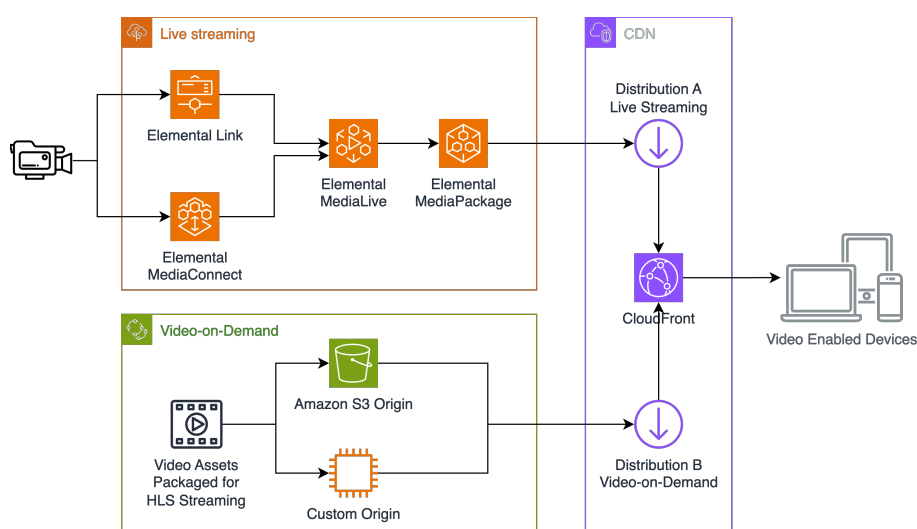 Live streaming
CDN
Distribution A
Live Streaming
Elemental Link
Elemental
MediaLive
Elemental
MediaPackage
Elemental
MediaConnect
CloudFront
Video Enabled Devices
Video-on-Demand
Amazon S3 Origin
Video Assets
Packaged for
HLS Streaming
Distribution B
Video-on-Demand
Custom Origin